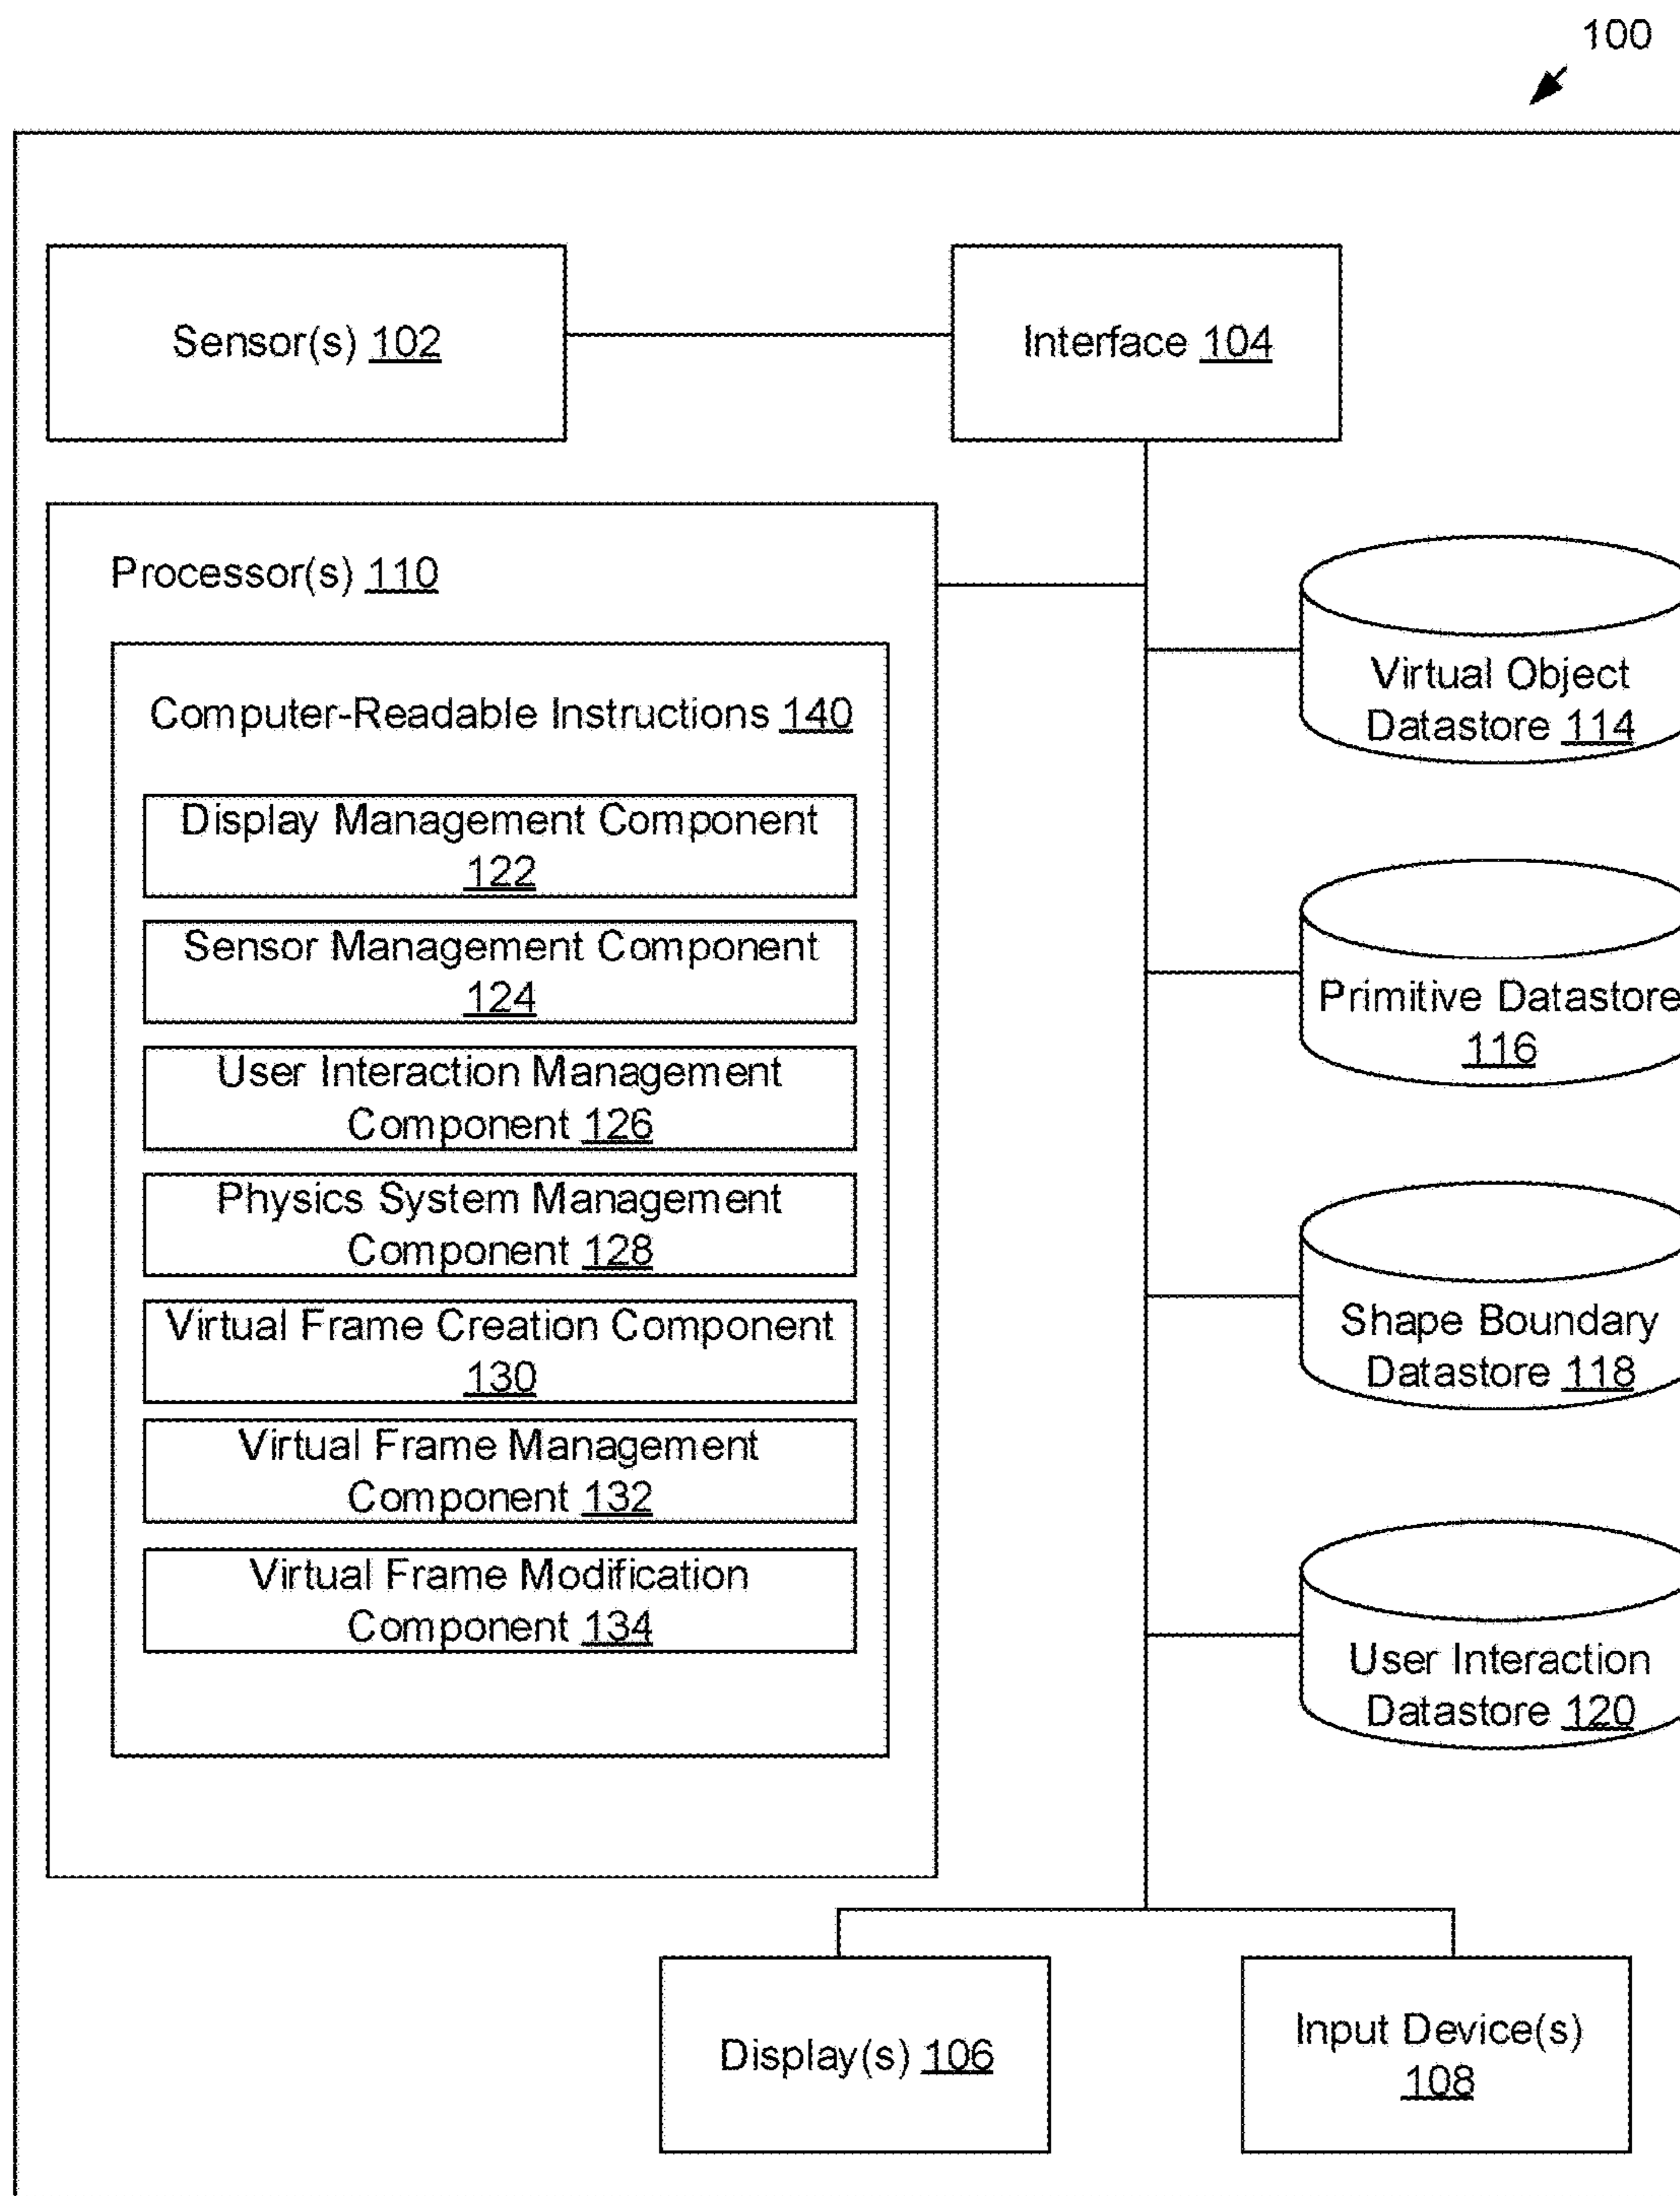 100
Sensor(s) 102
Interface 104
Processor(s) 110
Computer-Readable Instructions 140
Display Management Component
122
Sensor Management Component
124
User Interaction Management
Component 126
Physics System Management
Component 128
Virtual Frame Creation Component
130
Virtual Frame Management
Component 132
Virtual Frame Modification
Component 134
Virtual Object
Datastore 114
Primitive Datastore
116
Shape Boundary
Datastore 118
User Interaction
Datastore 120
Display(s) 106
Input Device(s)
108